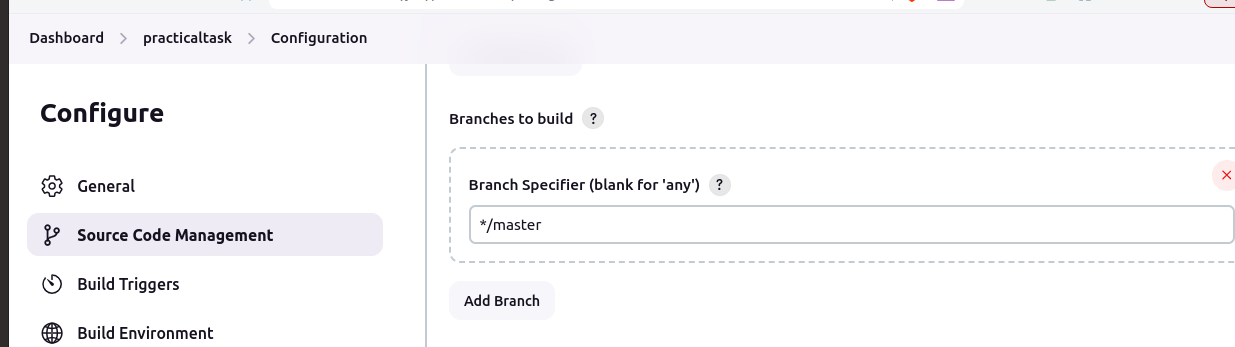 Dashboard > practicaltask > Configuration
Configure
General
Source Code Management
Build Triggers
Build Environment
Branches to build ?
Branch Specifier (blank for 'any') ?
*/master
Add Branch